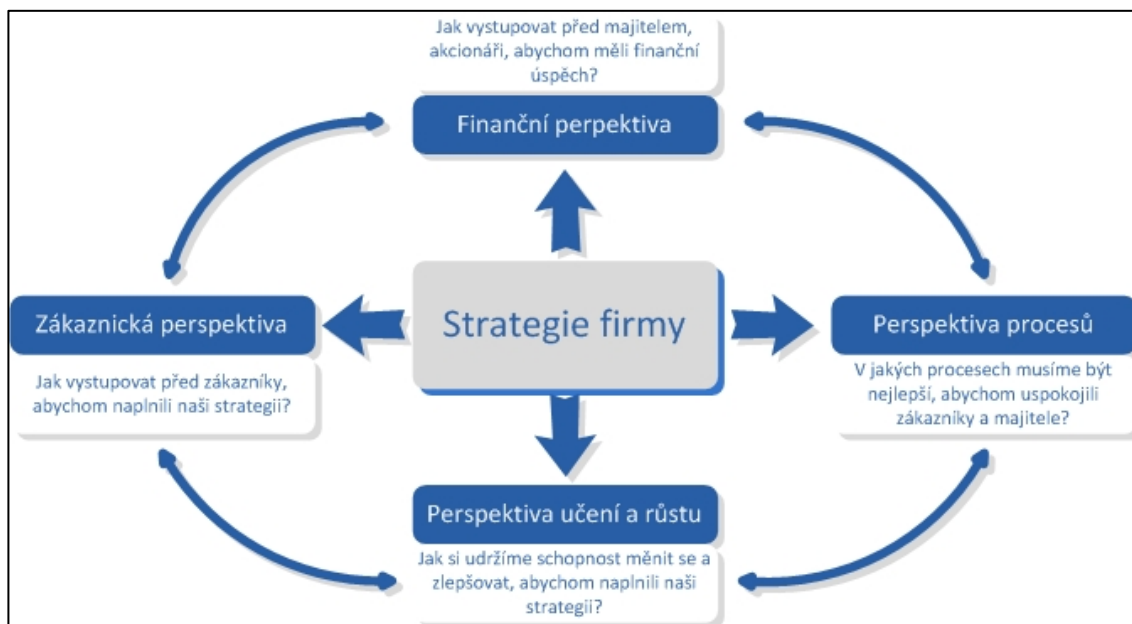 Jak vystupovat před majitelem,
akcionáři, abychom měli finanční
úspěch?
Finanční perpektiva
Zákaznická perspektiva
Jak vystupovat před zákazníky,
abychom naplnili naši strategii?
Strategie firmy
Perspektiva procesů
V jakých procesech musíme být
nejlepší, abychom uspokojili
zákazníky a majitele?
Perspektiva učení a růstu
Jak si udržíme schopnost měnit se a
zlepšovat, abychom naplnili naši
strategii?